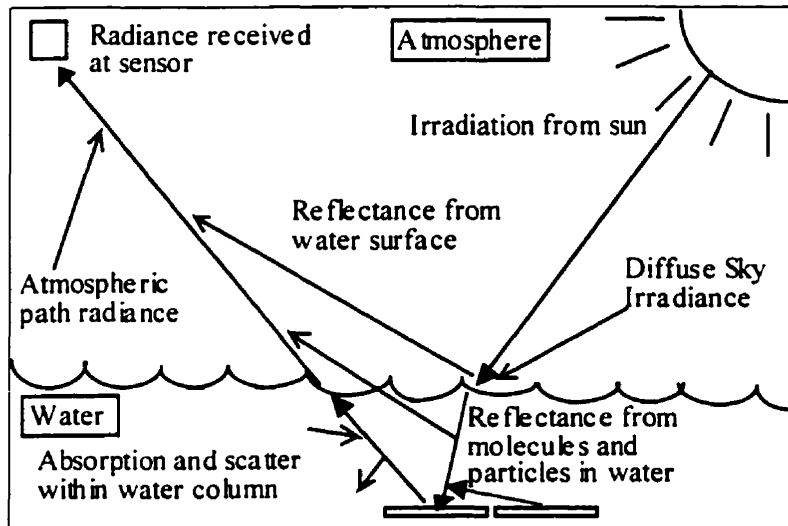 Radiance received
at sensor
Atmosphere
Irradiation from sun
Reflectance from
water surface
Atmospheric
path radiance
Diffuse Sky
Irradiance
Water
Absorption and scatter
within water column
Reflectance from
molecules and
particles in water